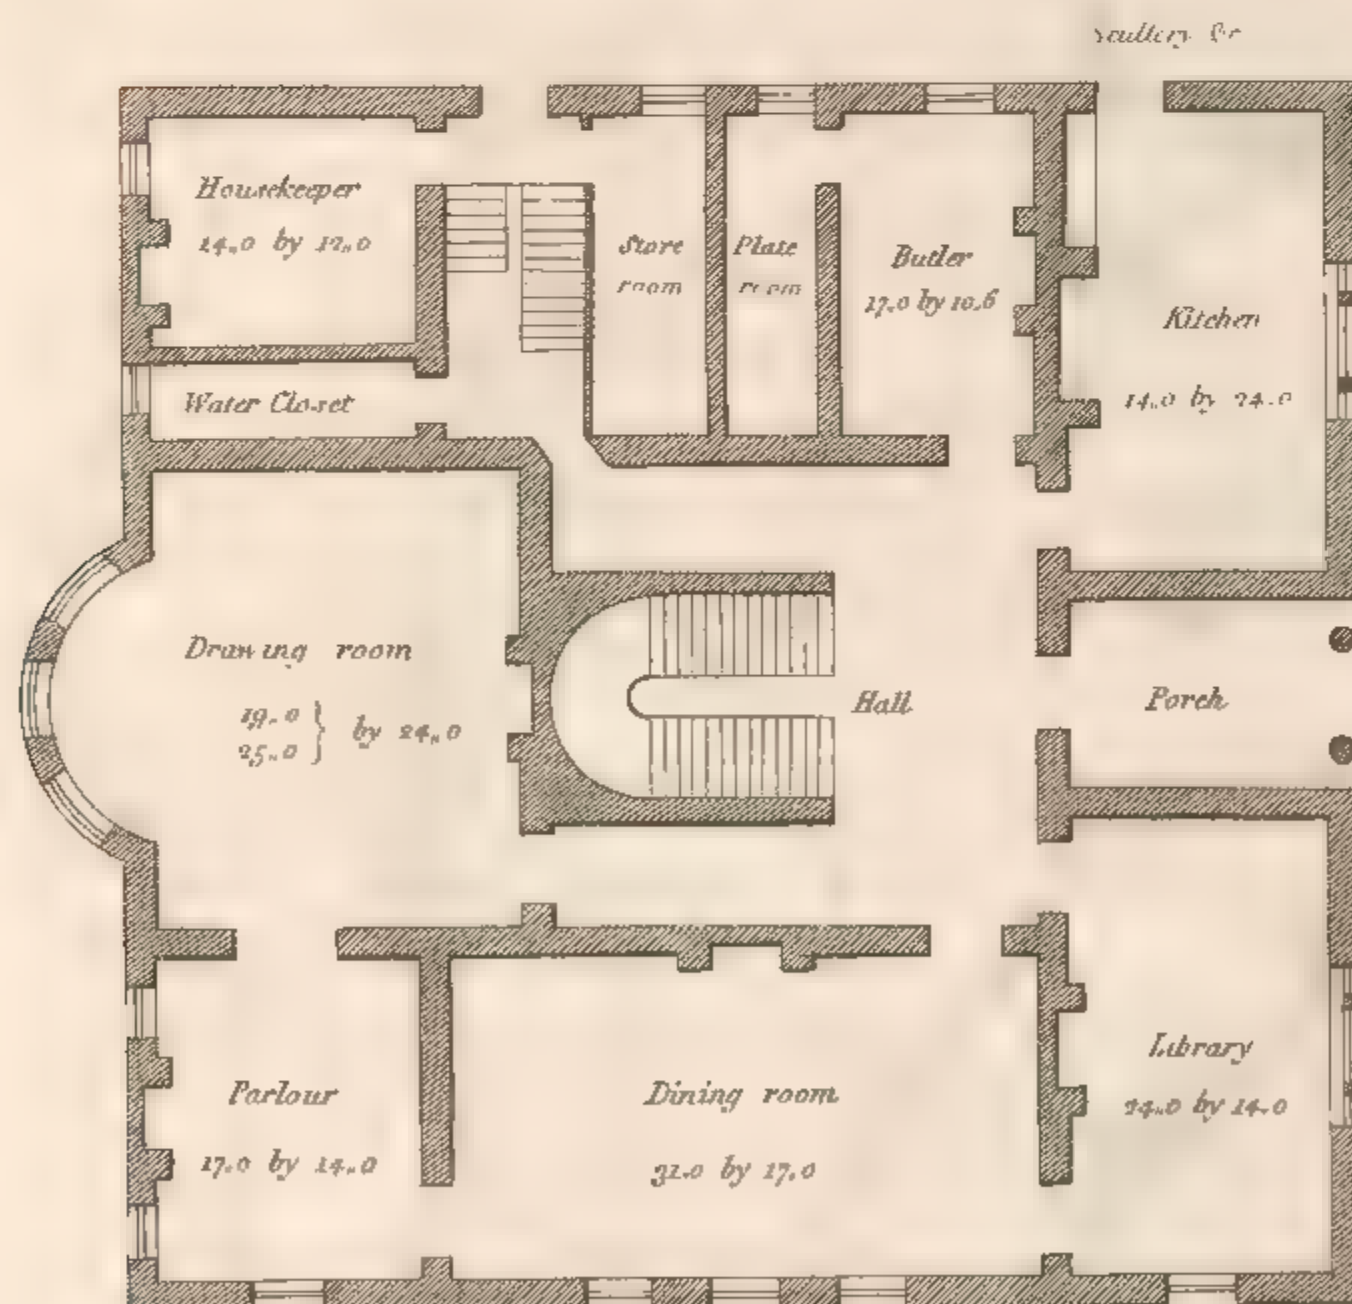 Scullery &c
Housekeeper
14.0 by 12.0
Store
room
Plate
room
Butler
17.0 by 10.6
Kitchen
14.0 by 24.0
Water Closet
Drawing room
19.0
25.0 } by 24.0
Hall
Porch
Library
24.0 by 14.0
Parlour
17.0 by 14.0
Dining room
31.0 by 17.0